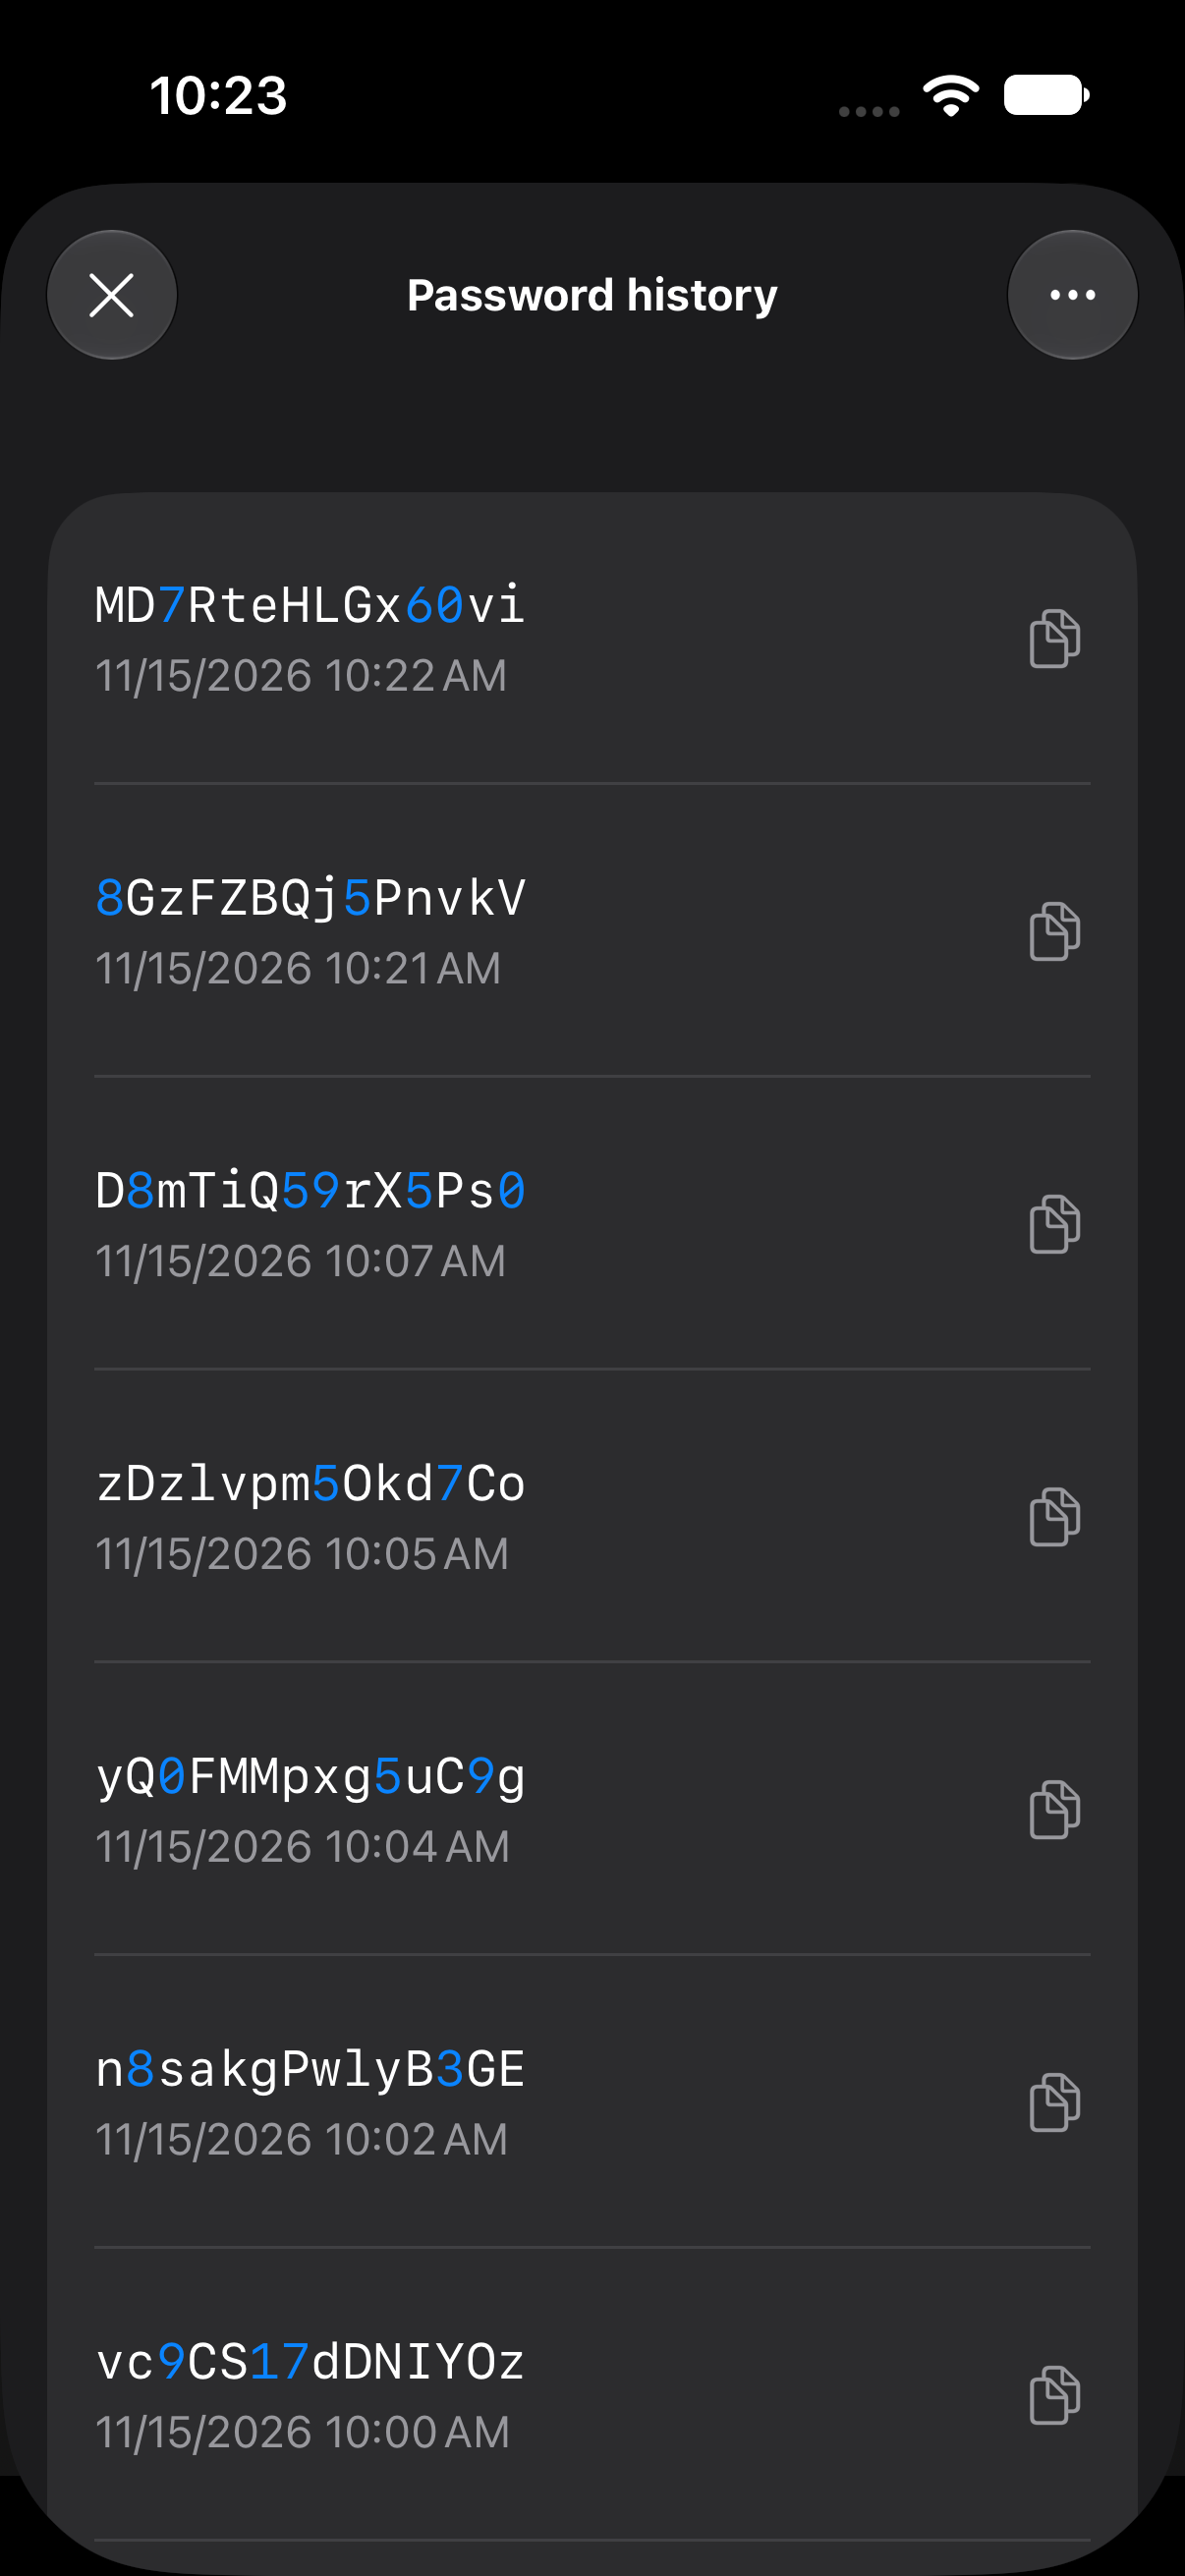 10:23
Password history
MD7RteHLGx60vi
11/15/2026 10:22 AM
8GzFZBQj5PnvkV
11/15/2026 10:21 AM
D8mTiQ59rX5Ps0
11/15/2026 10:07 AM
zDzlvpm5Okd7Co
11/15/2026 10:05 AM
yQ0FMMpxg5uC9g
11/15/2026 10:04 AM
n8sakgPwlyB3GE
11/15/2026 10:02 AM
vc9CS17dDNIYOz
11/15/2026 10:00 AM